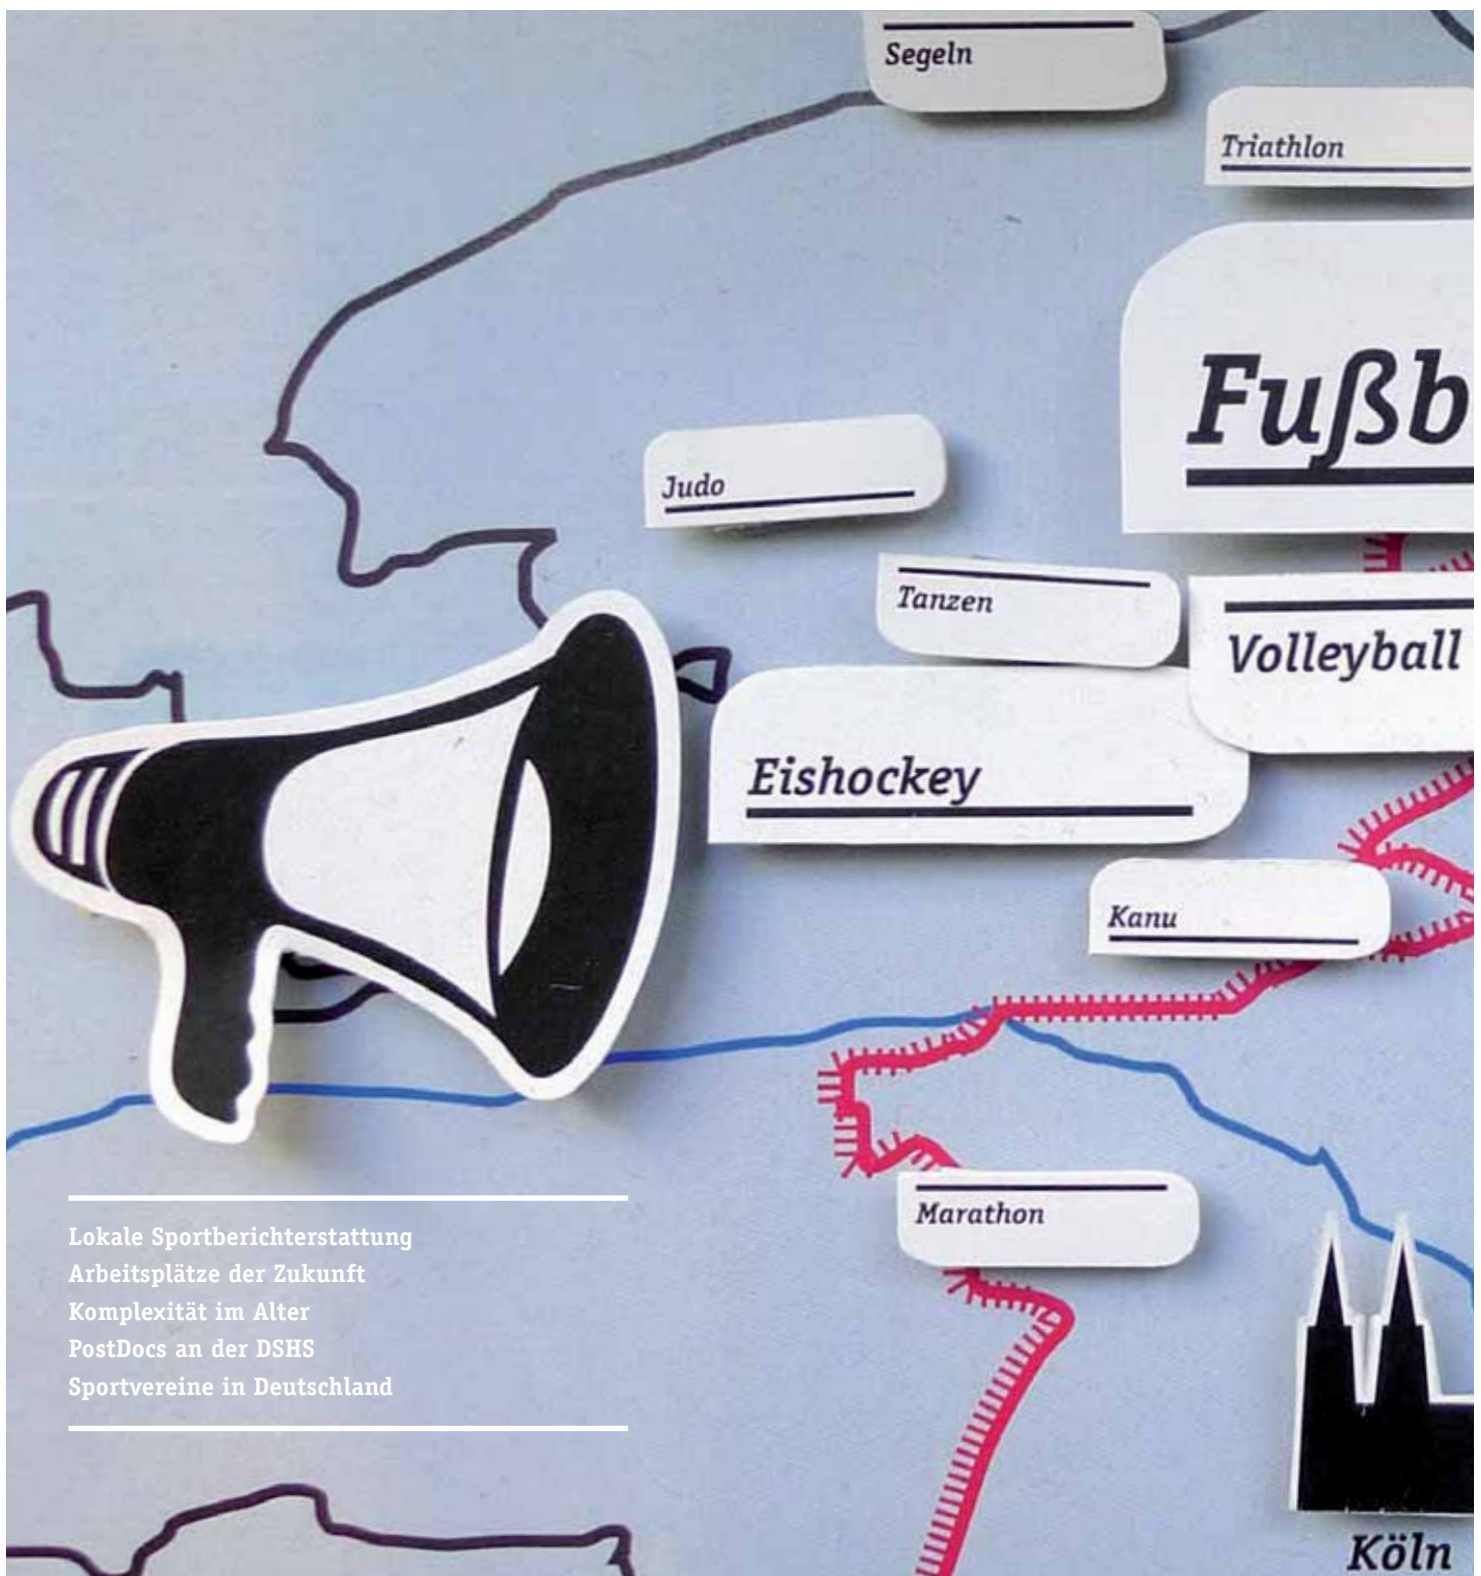 Segeln
Triathlon
Fußb
Judo
Tanzen
Volleyball
Eishockey
Kanu
Marathon
Lokale Sportberichterstattung
Arbeitsplätze der Zukunft
Komplexität im Alter
PostDocs an der DSHS
Sportvereine in Deutschland
Köln